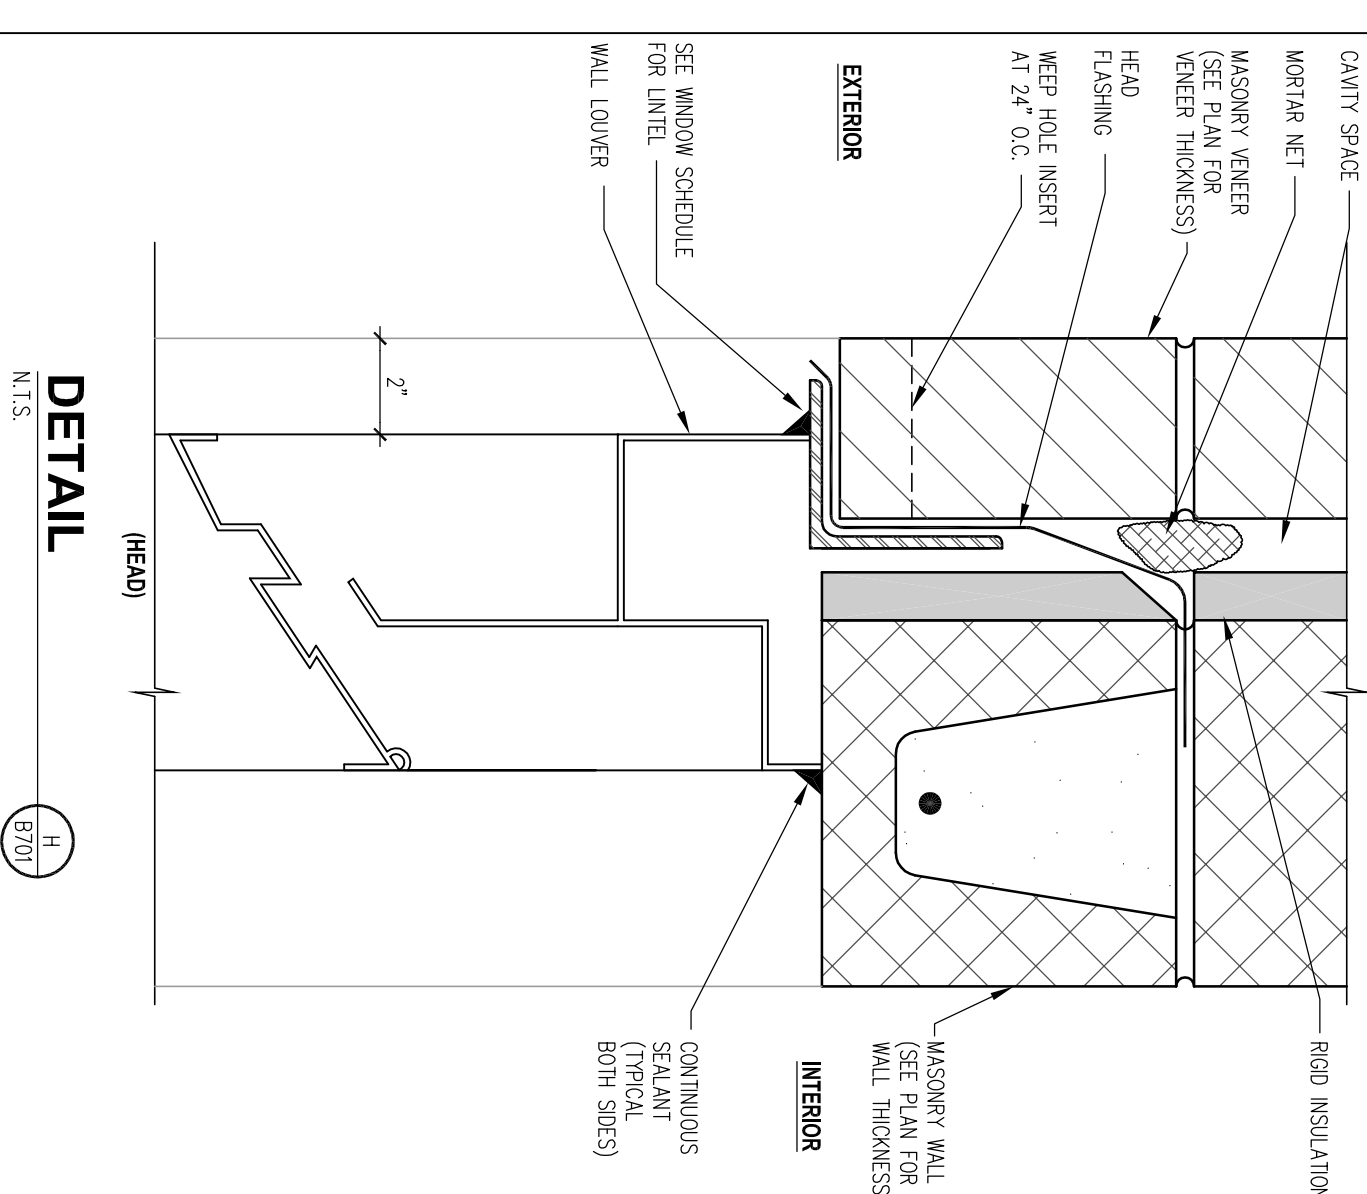 CAVITY SPACE
MORTAR NET
MASONRY VENEER
(SEE PLAN FOR
VENEER THICKNESS)
HEAD
FLASHING
WEEP HOLE INSERT
AT 24" O.C.
EXTERIOR
SEE WINDOW SCHEDULE
FOR LINTEL
WALL LOUVER
2"
RIGID INSULATION
MASONRY WALL
(SEE PLAN FOR
WALL THICKNESS
INTERIOR
CONTINUOUS
SEALANT
(TYPICAL
BOTH SIDES)
(HEAD)
DETAIL
N.T.S.
H
B701